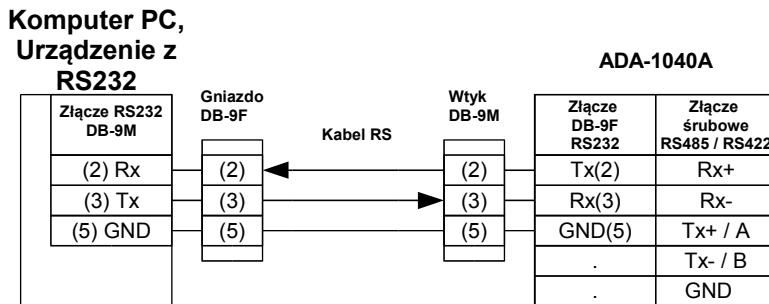 Komputer PC,
Urządzenie z
RS232
ADA-1040A
Złącze RS232
DB-9M
Gniazdo
DB-9F
Kabel RS
Wtyk
DB-9M
Złącze
DB-9F
RS232
Złącze
śrubowe
RS485 / RS422
(2) Rx
(2)
(2)
Tx(2)
Rx+
(3) Tx
(3)
(3)
Rx(3)
Rx-
(5) GND
(5)
(5)
GND(5)
Tx+ / A
.
Tx- / B
.
GND